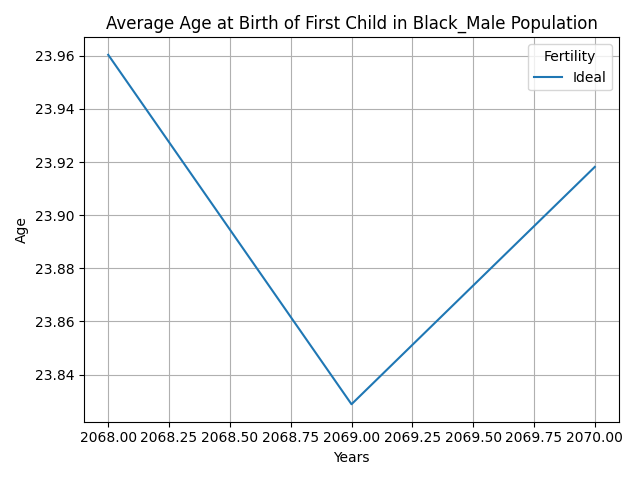 Average Age at Birth of First Child in Black_Male Population
Fertility
Ideal
Age
23.96
23.94
23.92
23.90
23.88
23.86
23.84
2068.00 2068.25 2068.50 2068.75 2069.00 2069.25 2069.50 2069.75 2070.00
Years